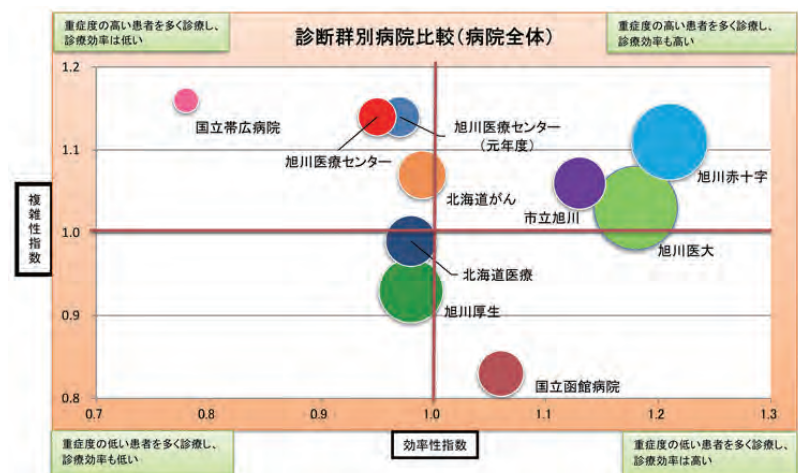 重症度の高い患者を多く診療し、
診療効率は低い
診断群別病院比較（病院全体）
重症度の高い患者を多く診療し、
診療効率も高い
1.2
1.1
1.0
0.9
0.8
複雑性指数
国立帯広病院
旭川医療センター
旭川医療センター
（元年度）
北海道がん
旭川赤十字
市立旭川
旭川医大
北海道医療
旭川厚生
国立函館病院
0.7
0.8
0.9
1.0
1.1
1.2
1.3
重症度の低い患者を多く診療し、
診療効率も低い
効率性指数
重症度の低い患者を多く診療し、
診療効率は高い